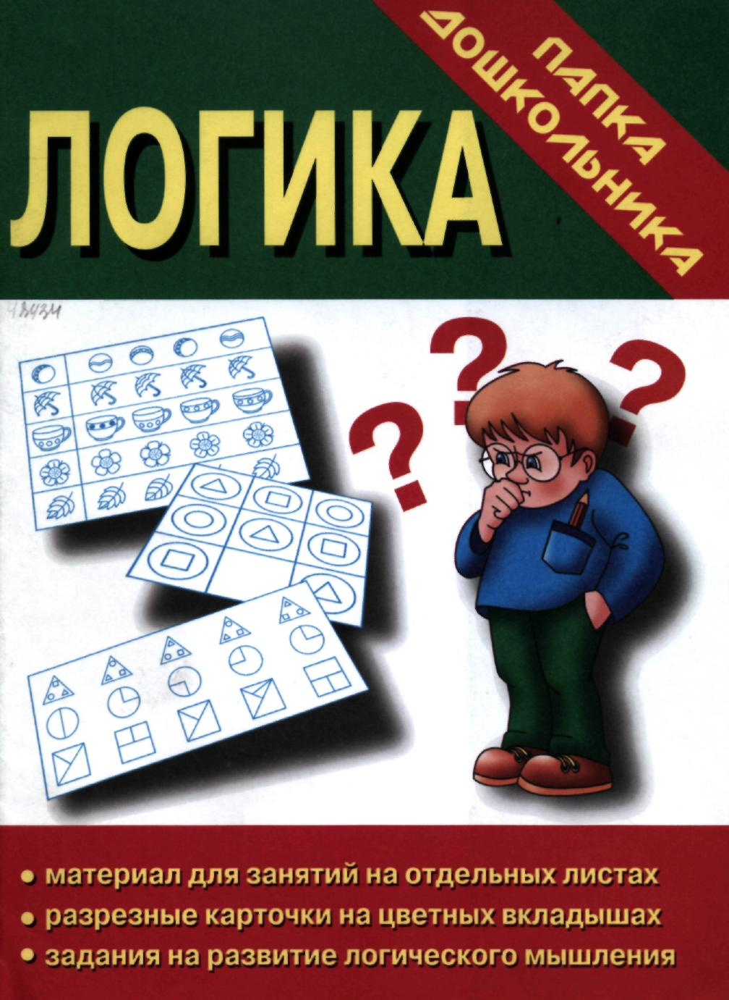 ПАПКА
ДОШКОЛЬНИКА
ЛОГИКА
? ? ?
• материал для занятий на отдельных листах
• разрезные карточки на цветных вкладышах
• задания на развитие логического мышления